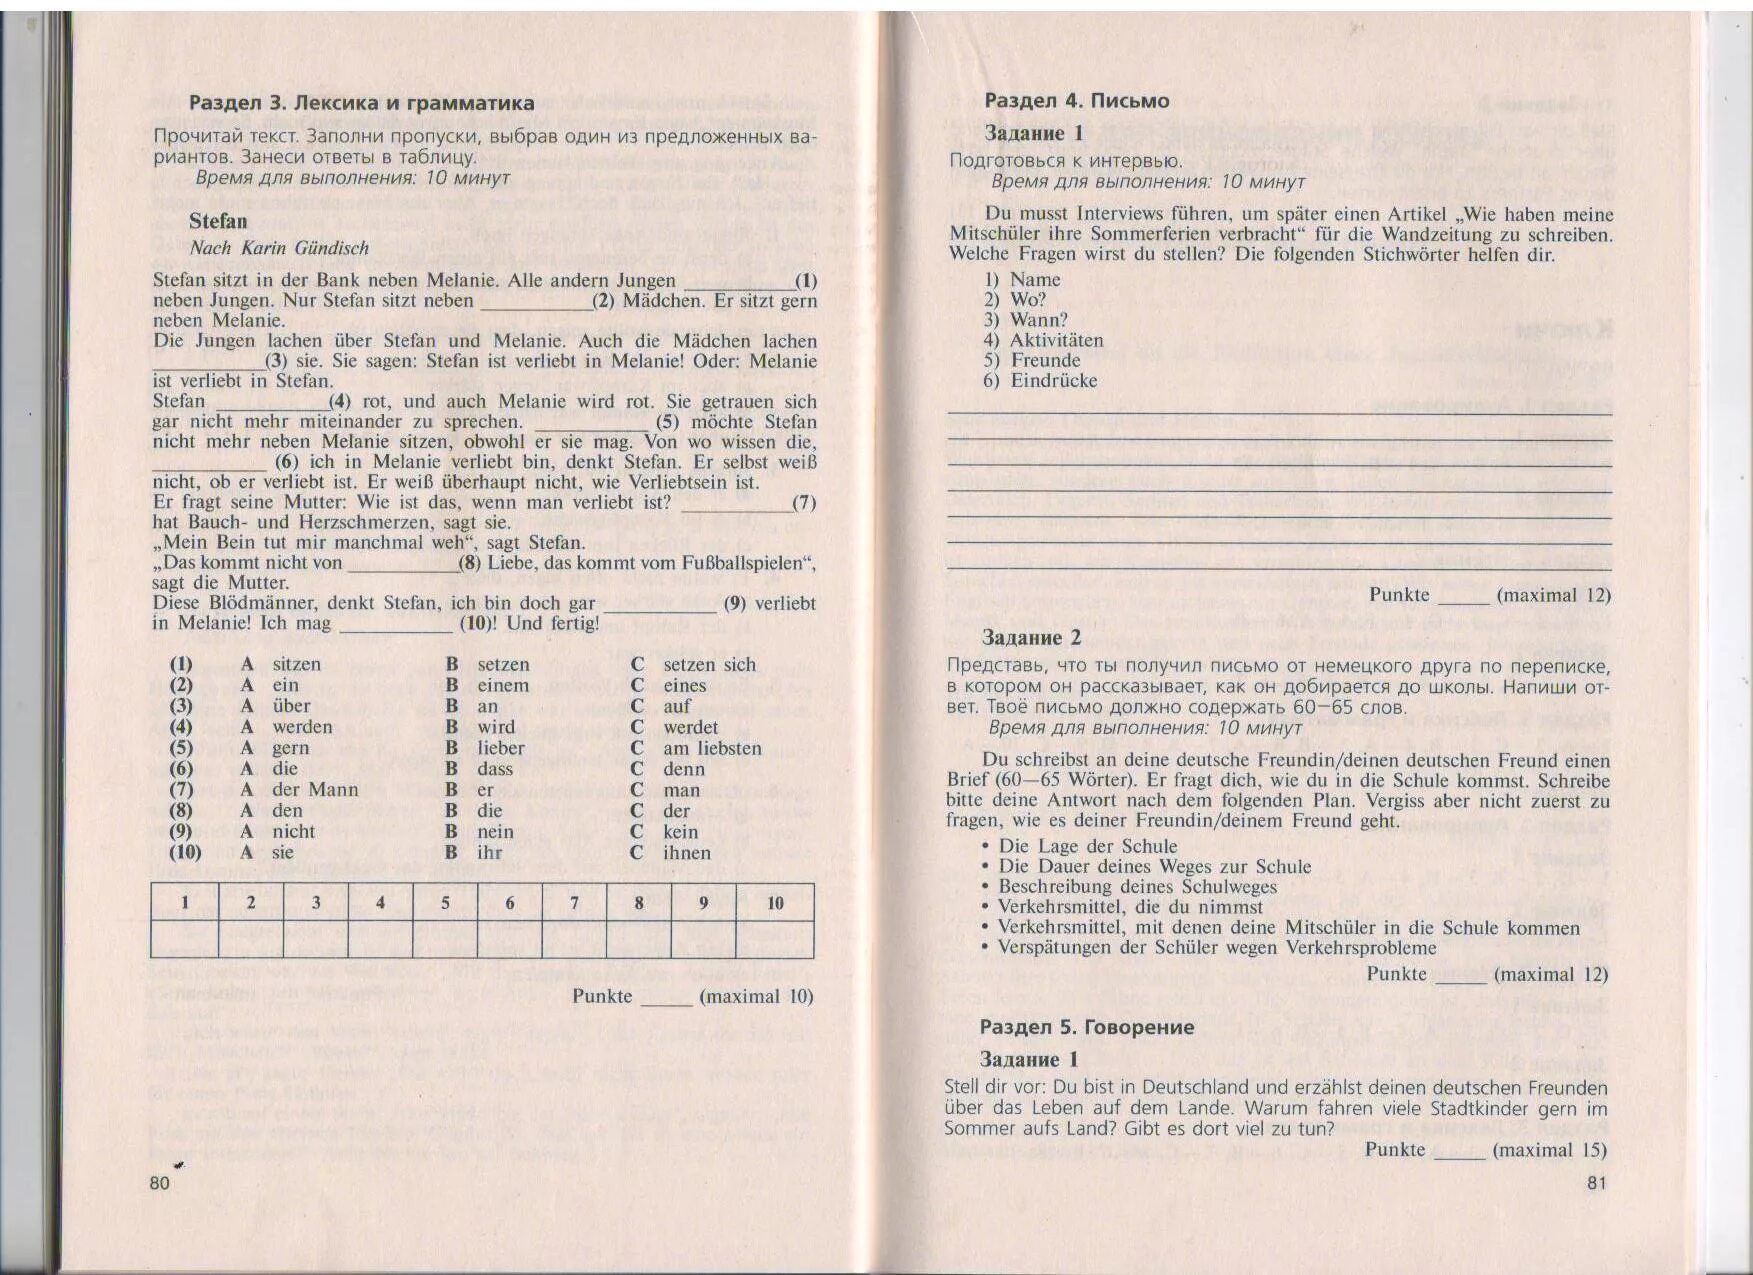 Раздел 3. Лексика и грамматика
Прочитай текст. Заполни пропуски, выбрав один из предложенных ва-
риантов. Занеси ответы в таблицу.
Время для выполнения: 10 минут
Stefan
Nach Karin Gündisch
Stefan sitzt in der Bank neben Melanie. Alle andern Jungen ___________(1)
neben Jungen. Nur Stefan sitzt neben ___________(2) Mädchen. Er sitzt gern
neben Melanie.
Die Jungen lachen über Stefan und Melanie. Auch die Mädchen lachen
___________(3) sie. Sie sagen: Stefan ist verliebt in Melanie! Oder: Melanie
ist verliebt in Stefan.
Stefan ___________(4) rot, und auch Melanie wird rot. Sie getrauen sich
gar nicht mehr miteinander zu sprechen. ___________ (5) möchte Stefan
nicht mehr neben Melanie sitzen, obwohl er sie mag. Von wo wissen die,
___________ (6) ich in Melanie verliebt bin, denkt Stefan. Er selbst weiß
nicht, ob er verliebt ist. Er weiß überhaupt nicht, wie Verliebtsein ist.
Er fragt seine Mutter: Wie ist das, wenn man verliebt ist? ___________(7)
hat Bauch- und Herzschmerzen, sagt sie.
„Mein Bein tut mir manchmal weh“, sagt Stefan.
„Das kommt nicht von ___________(8) Liebe, das kommt vom Fußballspielen“,
sagt die Mutter.
Diese Blödmänner, denkt Stefan, ich bin doch gar ___________ (9) verliebt
in Melanie! Ich mag ___________ (10)! Und fertig!
(1) A sitzen B setzen C setzen sich
(2) A ein B einem C eines
(3) A über B an C auf
(4) A werden B wird C werdet
(5) A gern B lieber C am liebsten
(6) A die B dass C denn
(7) A der Mann B er C man
(8) A den B die C der
(9) A nicht B nein C kein
(10) A sie B ihr C ihnen
1 2 3 4 5 6 7 8 9 10
Punkte _____ (maximal 10)
80
Раздел 4. Письмо
Задание 1
Подготовься к интервью.
Время для выполнения: 10 минут
Du musst Interviews führen, um später einen Artikel „Wie haben meine
Mitschüler ihre Sommerferien verbracht“ für die Wandzeitung zu schreiben.
Welche Fragen wirst du stellen? Die folgenden Stichwörter helfen dir.
1) Name
2) Wo?
3) Wann?
4) Aktivitäten
5) Freunde
6) Eindrücke
Punkte _____ (maximal 12)
Задание 2
Представь, что ты получил письмо от немецкого друга по переписке,
в котором он рассказывает, как он добирается до школы. Напиши от-
вет. Твоё письмо должно содержать 60—65 слов.
Время для выполнения: 10 минут
Du schreibst an deine deutsche Freundin/deinen deutschen Freund einen
Brief (60—65 Wörter). Er fragt dich, wie du in die Schule kommst. Schreibe
bitte deine Antwort nach dem folgenden Plan. Vergiss aber nicht zuerst zu
fragen, wie es deiner Freundin/deinem Freund geht.
• Die Lage der Schule
• Die Dauer deines Weges zur Schule
• Beschreibung deines Schulweges
• Verkehrsmittel, die du nimmst
• Verkehrsmittel, mit denen deine Mitschüler in die Schule kommen
• Verspätungen der Schüler wegen Verkehrsprobleme
Punkte _____ (maximal 12)
Раздел 5. Говорение
Задание 1
Stell dir vor: Du bist in Deutschland und erzählst deinen deutschen Freunden
über das Leben auf dem Lande. Warum fahren viele Stadtkinder gern im
Sommer aufs Land? Gibt es dort viel zu tun?
Punkte _____ (maximal 15)
81